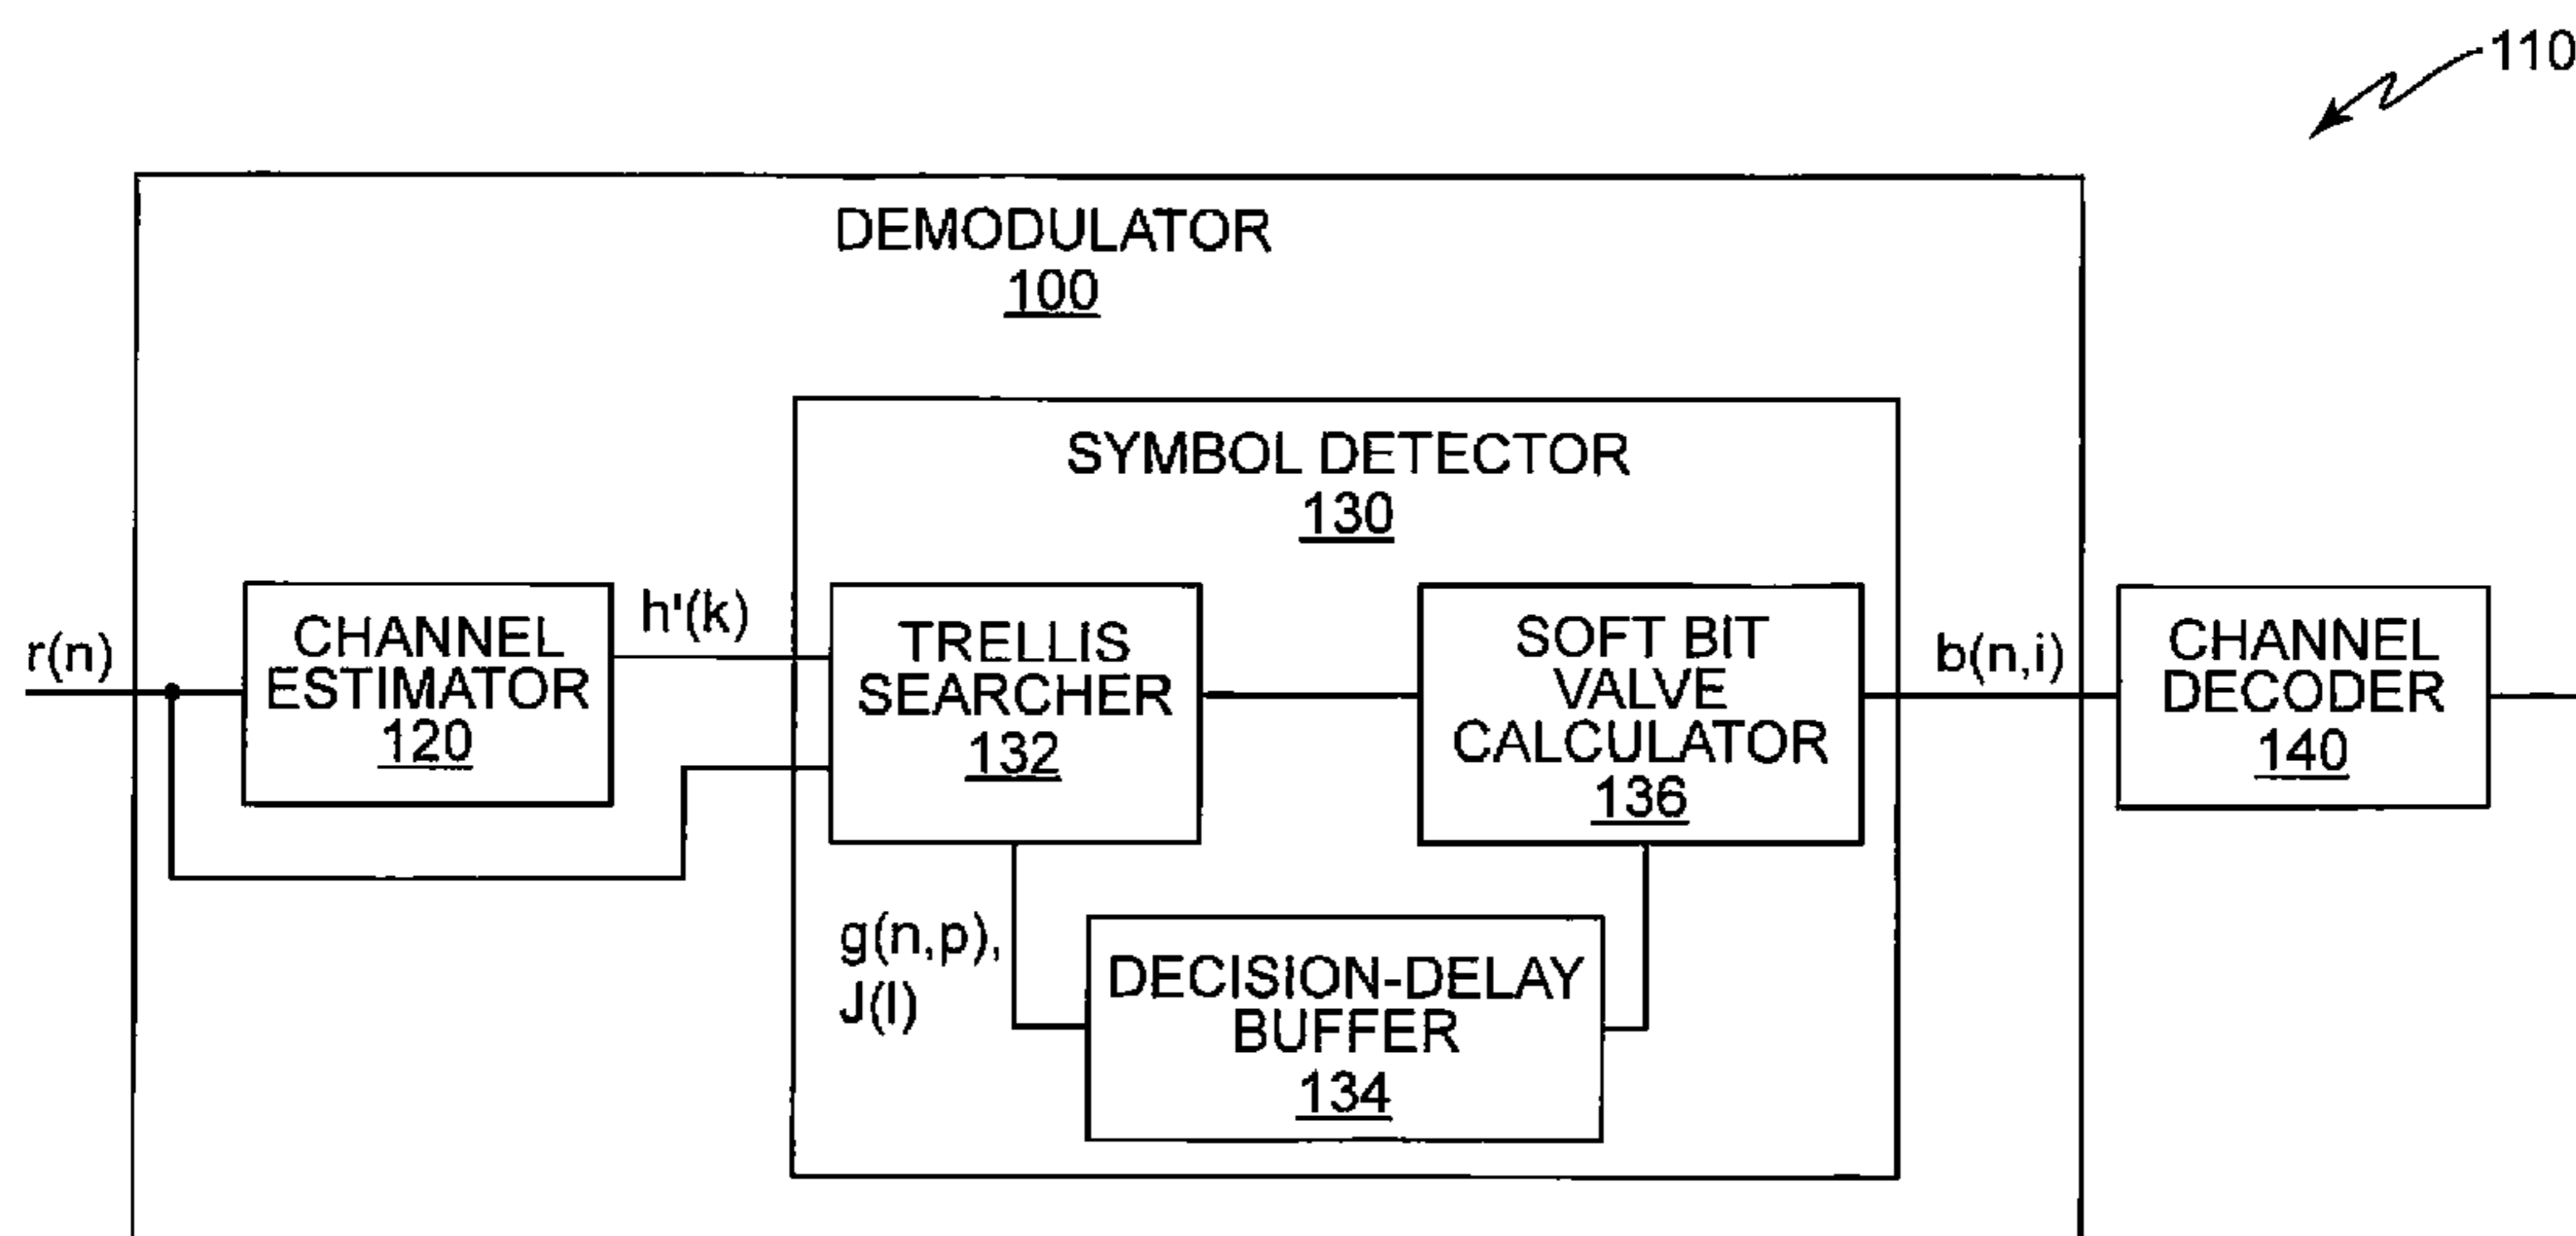 110
DEMODULATOR
100
SYMBOL DETECTOR
130
r(n)
CHANNEL
ESTIMATOR
120
h'(k)
TRELLIS
SEARCHER
132
SOFT BIT
VALVE
CALCULATOR
136
b(n,i)
CHANNEL
DECODER
140
g(n,p),
J(l)
DECISION-DELAY
BUFFER
134